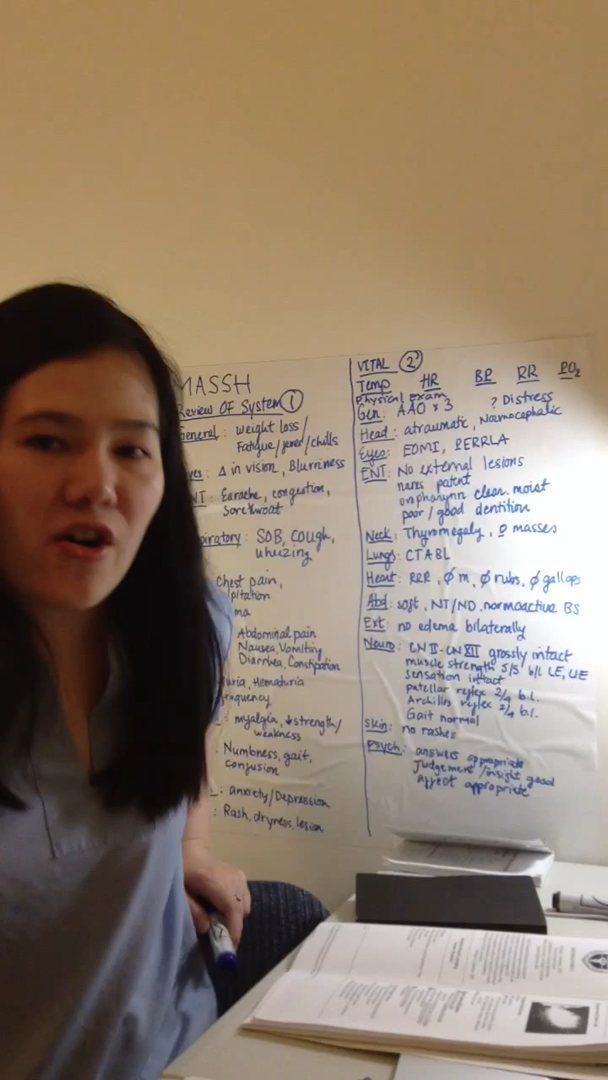 MASSH
Review OF System ①
General: weight loss/
Fatigue/fever/chills
Δ in vision, Blurriness
Earache, congestion,
sore throat
SOB, cough,
wheezing
chest pain,
Abdominal pain
Nausea, Vomiting
Diarrhea, Constipation
Hematuria
myalgia, ↓strength/
weakness
Numbness, gait,
confusion
anxiety/Depression
Rash, dryness, lesion
VITAL ②
Temp HR BP RR PO₂
Physical exam
Gen: AAO x 3 ? Distress
Head: atraumatic, Normocephalic
Eyes: EOMI, PERRLA
ENT: No external lesions
nares patent
oropharynx clear, moist
poor/good dentition
Neck: Thyromegaly, masses
Lungs: CTABL
Heart: RRR, ∅ m, ∅ rubs, ∅ gallops
Abd: soft, NT/ND, normoactive BS
Ext: no edema bilaterally
Neuro: CN II-CN XII grossly intact
muscle strength 5/5 b/l LE, UE
sensation intact
patellar reflex 2/4 b.l.
Archilles reflex 2/4 b.l.
Gait normal
Skin: no rashes
Psych: answers appropriate
Judgement/insight good
affect appropriate